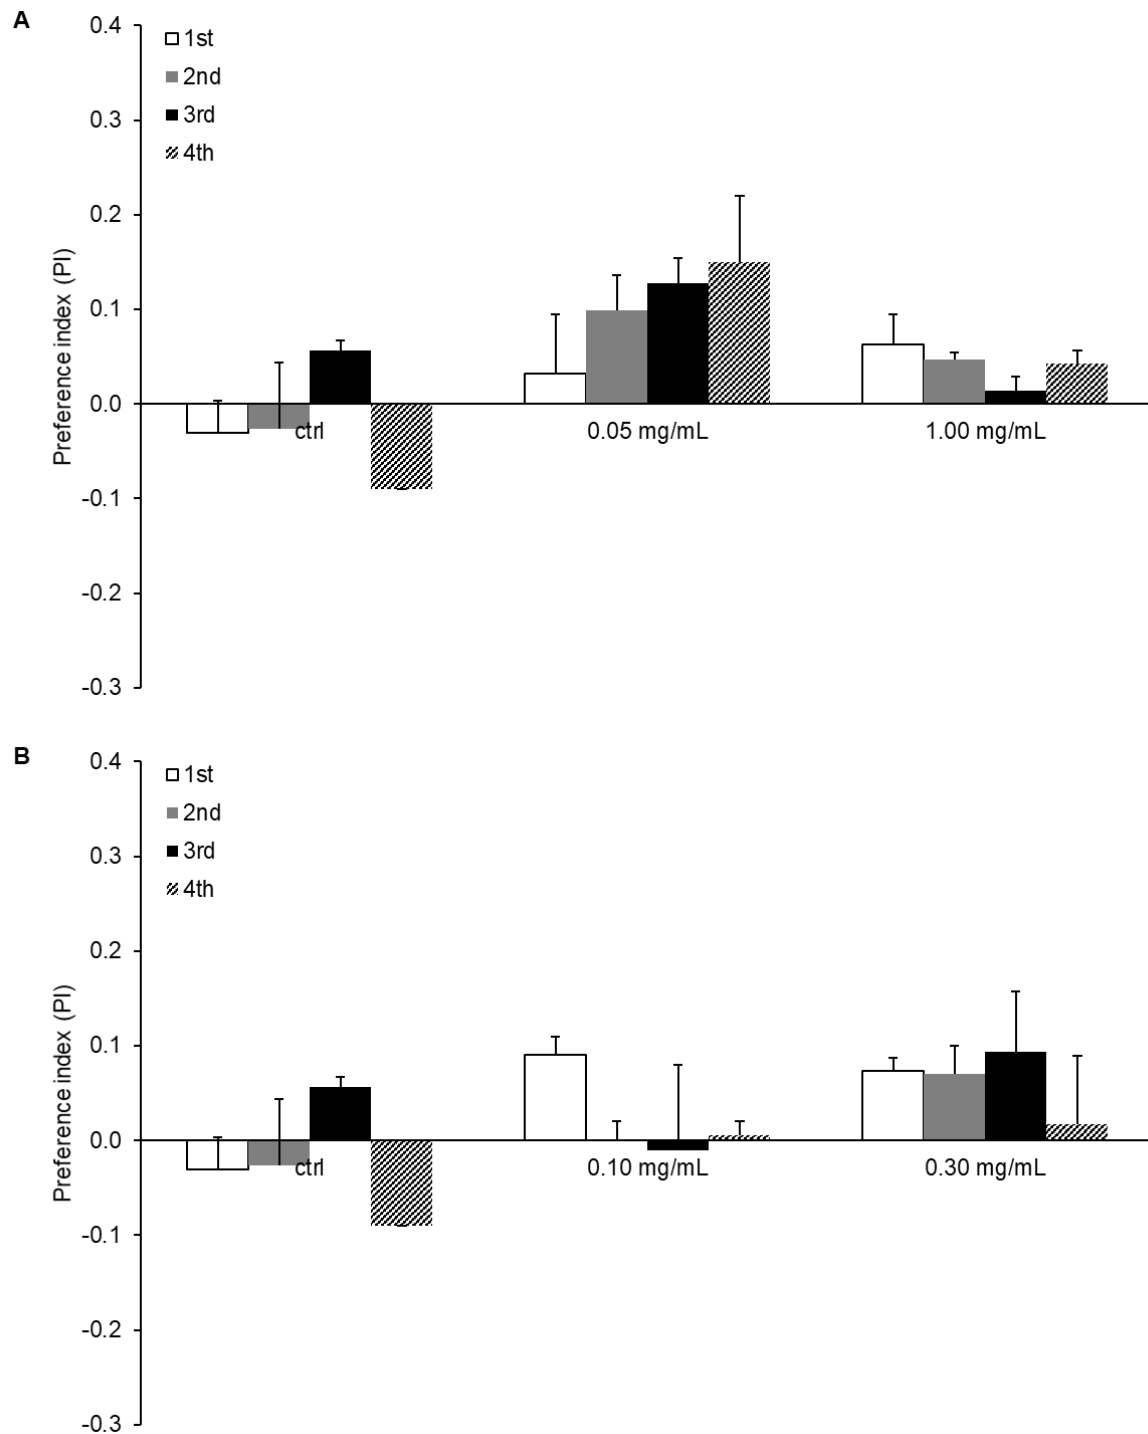 A
0.4
1st
2nd
0.3
3rd
4th
0.2
Preference index (PI)
0.1
0.0
ctrl
0.05 mg/mL
1.00 mg/mL
-0.1
-0.2
-0.3
B
0.4
1st
2nd
0.3
3rd
4th
0.2
Preference index (PI)
0.1
0.0
ctrl
0.10 mg/mL
0.30 mg/mL
-0.1
-0.2
-0.3